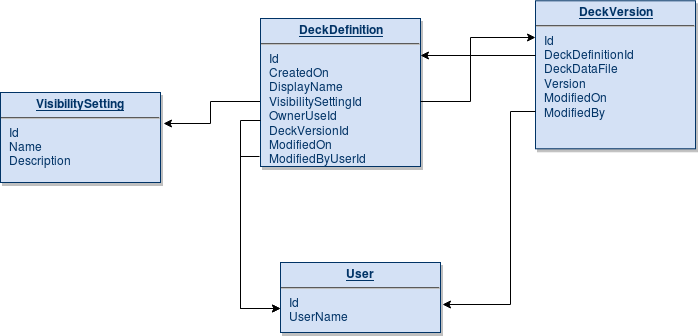 DeckDefinition
Id
CreatedOn
DisplayName
VisibilitySettingId
OwnerUseId
DeckVersionId
ModifiedOn
ModifiedByUserId
DeckVersion
Id
DeckDefinitionId
DeckDataFile
Version
ModifiedOn
ModifiedBy
VisibilitySetting
Id
Name
Description
User
Id
UserName